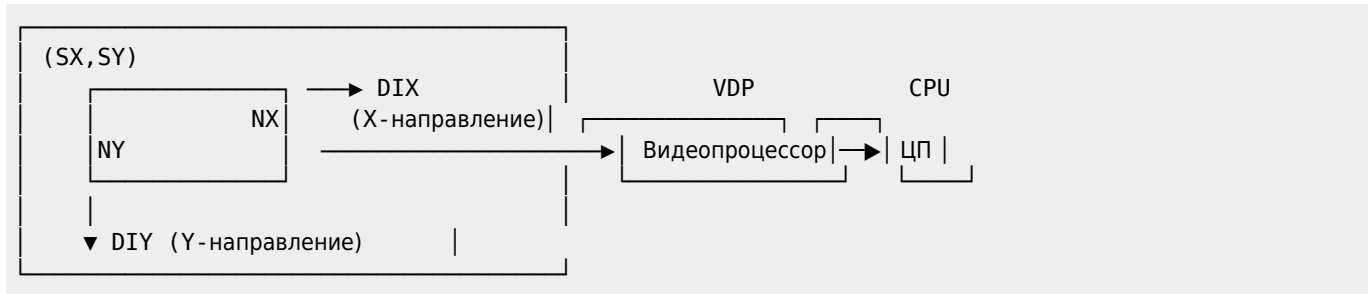 (SX,SY)
DIX VDP CPU
NX (X-направление)
NY Видеопроцессор ЦП
DIY (Y-направление)